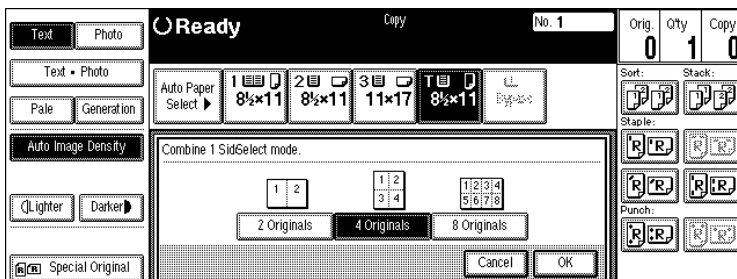 Text Photo
Text • Photo
Pale Generation
Auto Image Density
Lighter Darker
Special Original
Ready
Copy
No. 1
Auto Paper
Select
1
8½×11
2
8½×11
3
11×17
T
8½×11
Combine 1 SidSelect mode.
1 2
1 2
3 4
1 2 3 4
5 6 7 8
2 Originals 4 Originals 8 Originals
Cancel OK
Orig. Q'ty Copy
0 1 0
Sort: Stack:
Staple:
Punch: